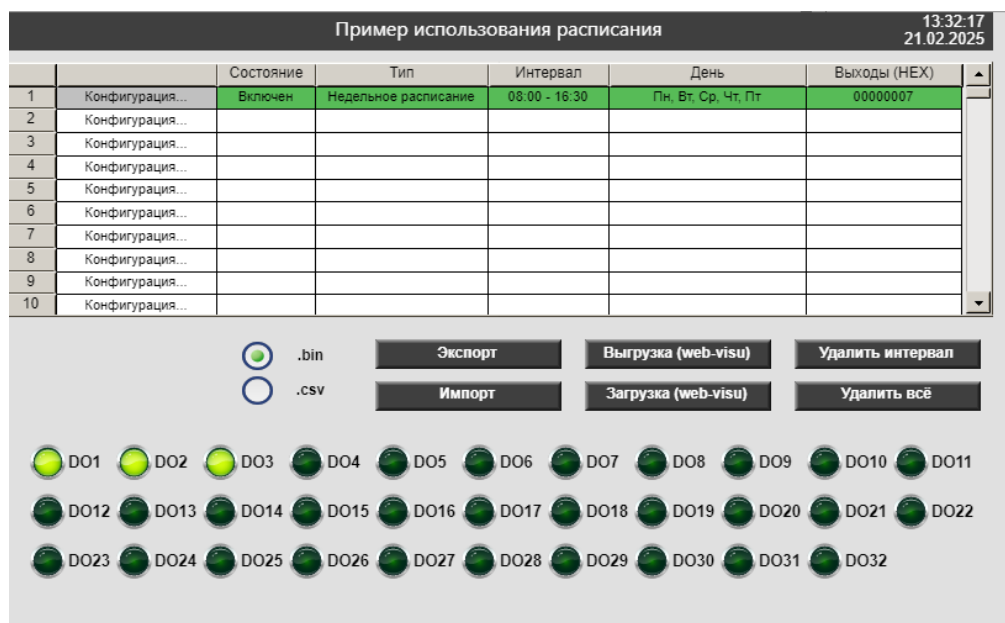 Пример использования расписания
13:32:17
21.02.2025
Состояние Тип Интервал День Выходы (HEX)
1 Конфигурация... Включен Недельное расписание 08:00 - 16:30 Пн, Вт, Ср, Чт, Пт 00000007
2 Конфигурация...
3 Конфигурация...
4 Конфигурация...
5 Конфигурация...
6 Конфигурация...
7 Конфигурация...
8 Конфигурация...
9 Конфигурация...
10 Конфигурация...
.bin Экспорт Выгрузка (web-visu) Удалить интервал
.csv Импорт Загрузка (web-visu) Удалить всё
DO1 DO2 DO3 DO4 DO5 DO6 DO7 DO8 DO9 DO10 DO11
DO12 DO13 DO14 DO15 DO16 DO17 DO18 DO19 DO20 DO21 DO22
DO23 DO24 DO25 DO26 DO27 DO28 DO29 DO30 DO31 DO32